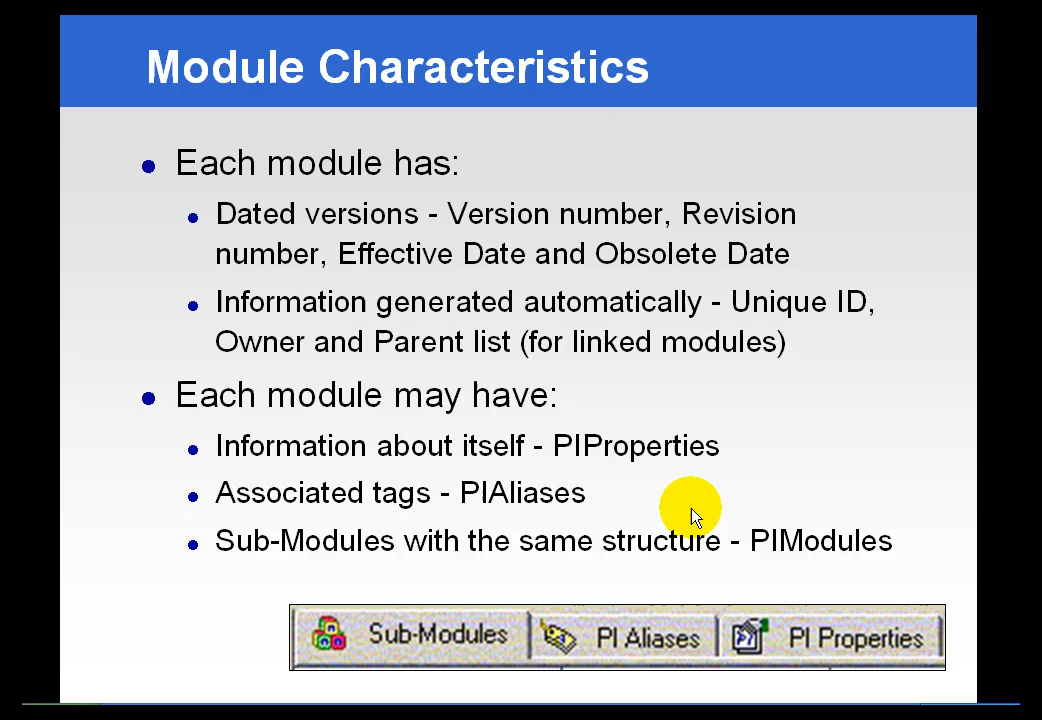 Module Characteristics
Each module has:
Dated versions - Version number, Revision
number, Effective Date and Obsolete Date
Information generated automatically - Unique ID,
Owner and Parent list (for linked modules)
Each module may have:
Information about itself - PIProperties
Associated tags - PIAliases
Sub-Modules with the same structure - PIModules
Sub-Modules PI Aliases PI Properties